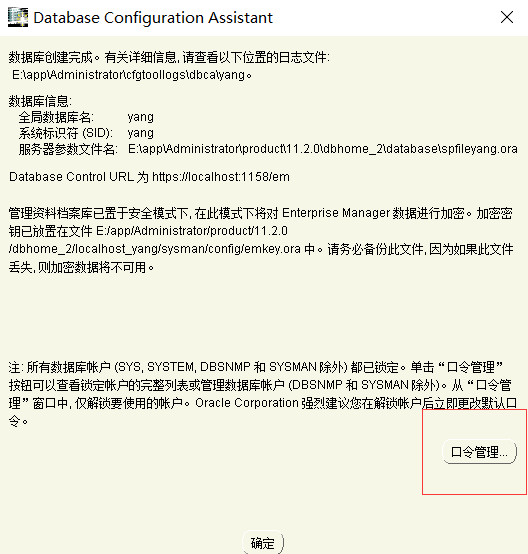 Database Configuration Assistant
数据库创建完成。有关详细信息, 请查看以下位置的日志文件:
E:\app\Administrator\cfgtoollogs\dbca\yang。
数据库信息:
全局数据库名: yang
系统标识符 (SID): yang
服务器参数文件名: E:\app\Administrator\product\11.2.0\dbhome_2\database\spfileyang.ora
Database Control URL 为 https://localhost:1158/em
管理资料档案库已置于安全模式下, 在此模式下将对 Enterprise Manager 数据进行加密。加密密
钥已放置在文件 E:/app/Administrator/product/11.2.0
/dbhome_2/localhost_yang/sysman/config/emkey.ora 中。请务必备份此文件, 因为如果此文件
丢失, 则加密数据将不可用。
注: 所有数据库帐户 (SYS, SYSTEM, DBSNMP 和 SYSMAN 除外) 都已锁定。单击“口令管理”
按钮可以查看锁定帐户的完整列表或管理数据库帐户 (DBSNMP 和 SYSMAN 除外)。从“口令管
理”窗口中, 仅解锁要使用的帐户。Oracle Corporation 强烈建议您在解锁帐户后立即更改默认口
令。
口令管理...
确定